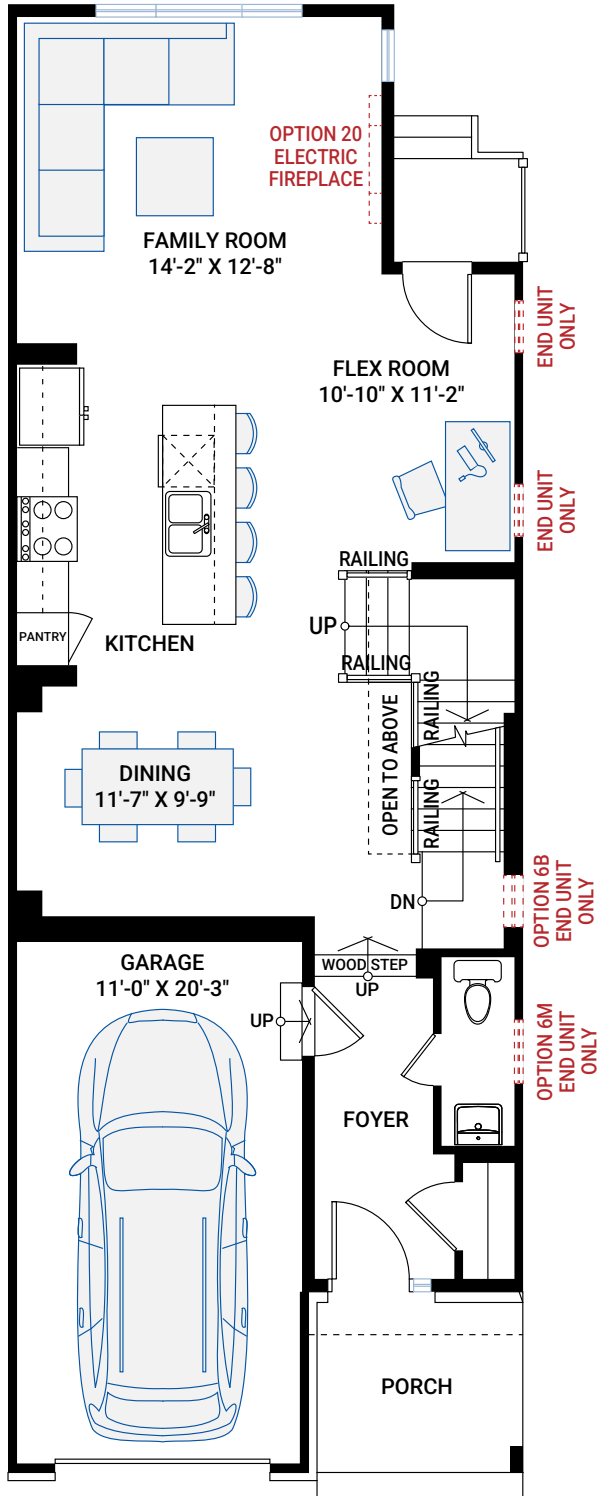 OPTION 20
ELECTRIC
FIREPLACE
FAMILY ROOM
14'-2" X 12'-8"
END UNIT
ONLY
FLEX ROOM
10'-10" X 11'-2"
END UNIT
ONLY
RAILING
UP
PANTRY
KITCHEN
RAILING
RAILING
OPEN TO ABOVE
DINING
11'-7" X 9'-9"
RAILING
DN
OPTION 6B
END UNIT
ONLY
GARAGE
11'-0" X 20'-3"
WOOD STEP
UP
UP
OPTION 6M
END UNIT
ONLY
FOYER
PORCH